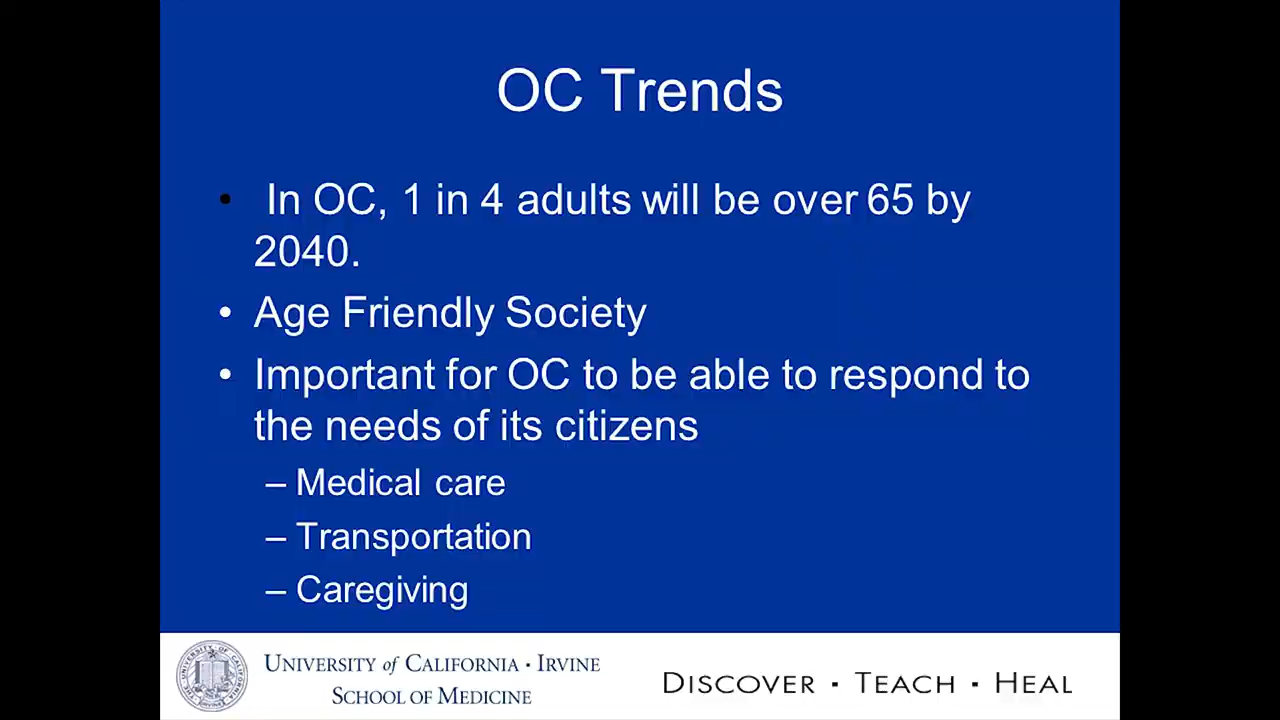 OC Trends
• In OC, 1 in 4 adults will be over 65 by
2040.
• Age Friendly Society
• Important for OC to be able to respond to
the needs of its citizens
– Medical care
– Transportation
– Caregiving
UNIVERSITY of CALIFORNIA • IRVINE
SCHOOL OF MEDICINE
DISCOVER • TEACH • HEAL